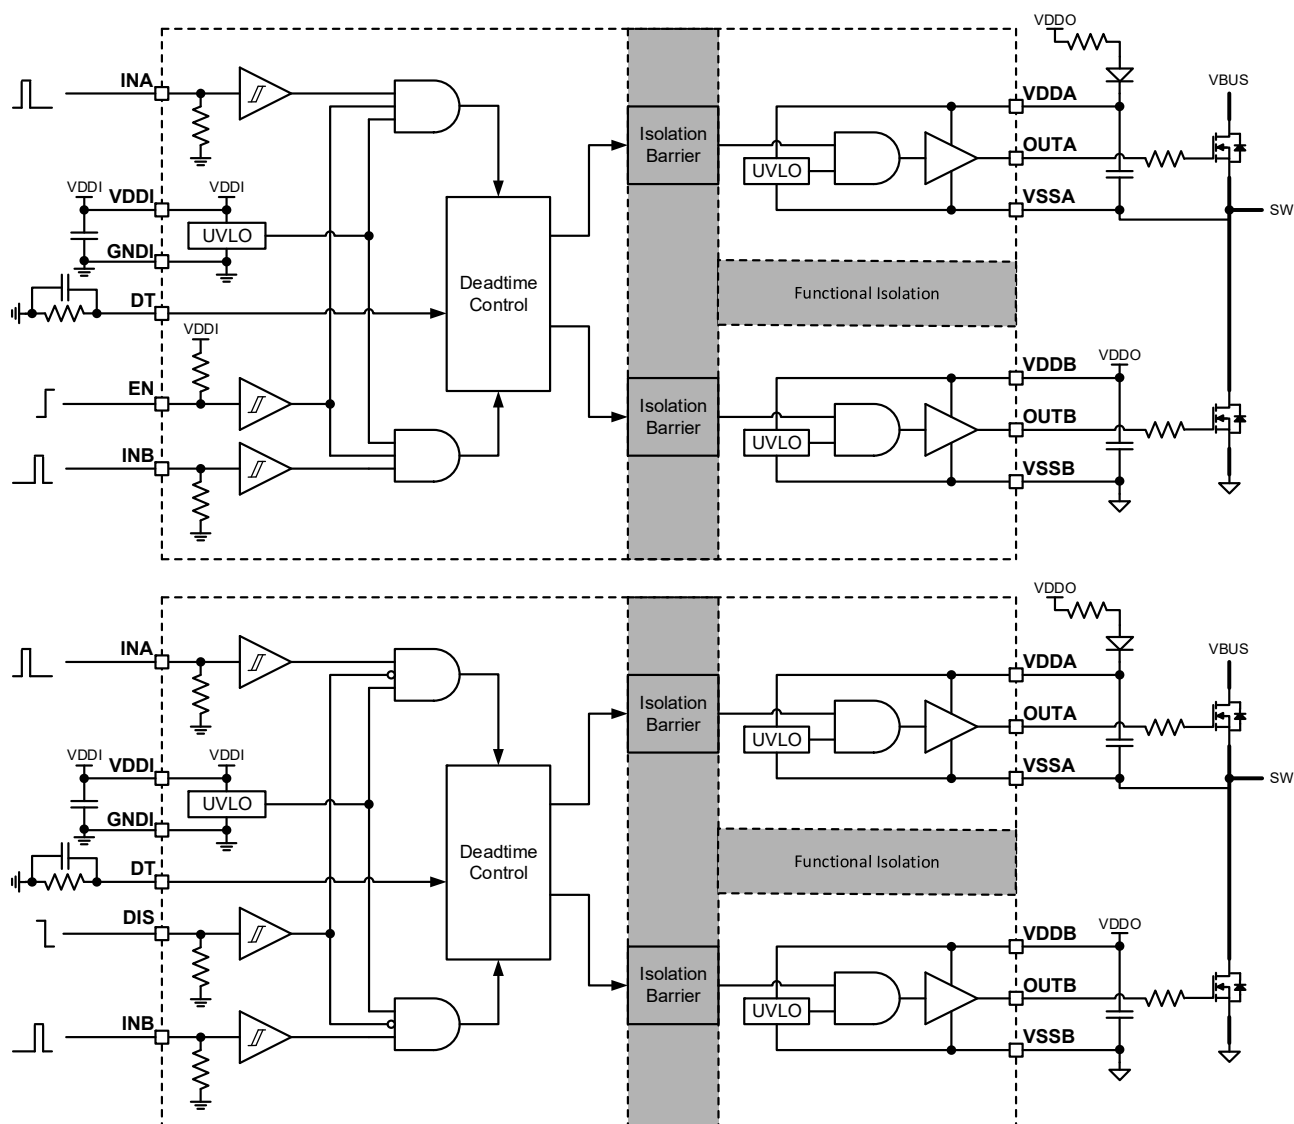 VDDO
INA
VBUS
VDDA
Isolation
Barrier
OUTA
UVLO
VDDI
VDDI
VDDI
VSSA
SW
UVLO
GNDI
Deadtime
Control
Functional Isolation
DT
VDDI
VDDB
VDDO
EN
Isolation
Barrier
OUTB
UVLO
INB
VSSB
VDDO
INA
VBUS
VDDA
Isolation
Barrier
OUTA
UVLO
VDDI
VDDI
VDDI
VSSA
SW
UVLO
GNDI
Deadtime
Control
Functional Isolation
DT
DIS
VDDB
VDDO
Isolation
Barrier
OUTB
UVLO
INB
VSSB